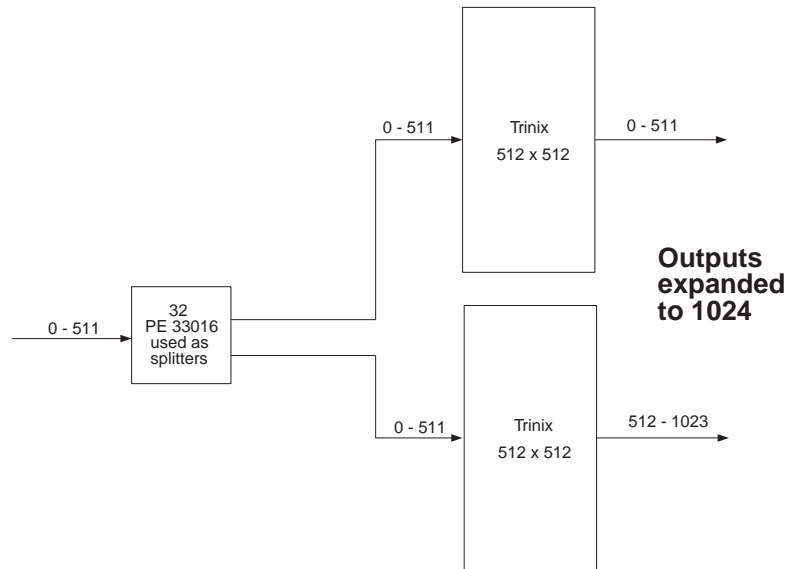 0 - 511
Trinix
512 x 512
0 - 511
Outputs
expanded
to 1024
32
PE 33016
used as
splitters
0 - 511
0 - 511
Trinix
512 x 512
512 - 1023